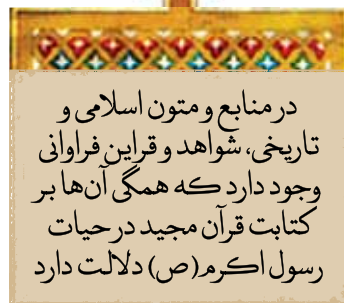 در منابع و متون اسلامی و
تاریخی، شواهد و قراین فراوانی
وجود دارد که همگی آن‌ها بر
کتابت قرآن مجید در حیات
رسول اکرم(ص) دلالت دارد